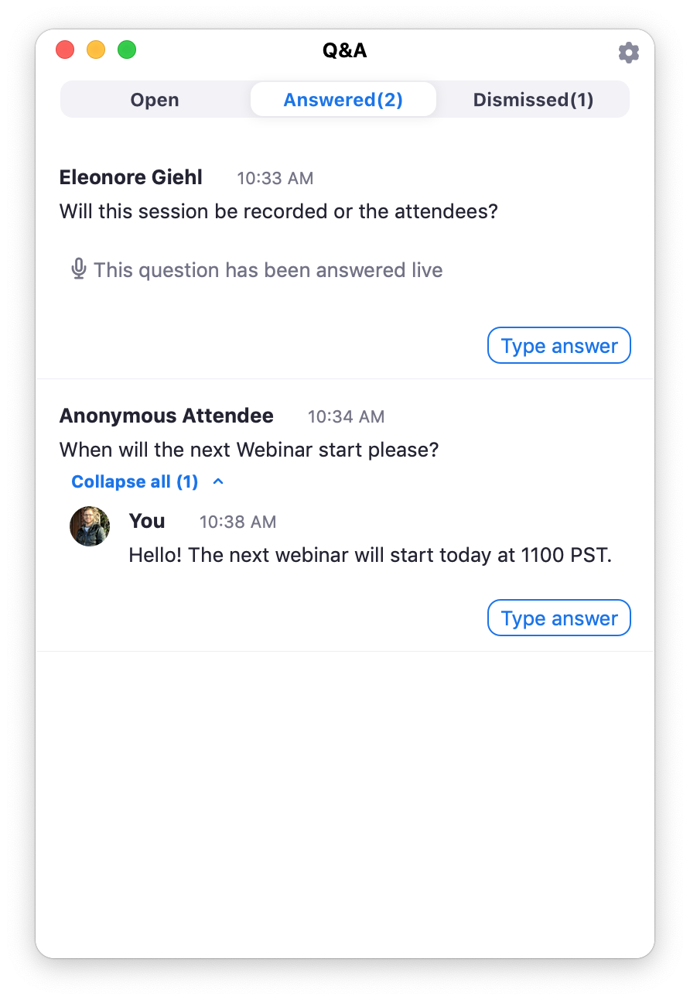 Q&A
Open
Answered(2)
Dismissed(1)
Eleonore Giehl 10:33 AM
Will this session be recorded or the attendees?
This question has been answered live
Type answer
Anonymous Attendee 10:34 AM
When will the next Webinar start please?
Collapse all (1)
You 10:38 AM
Hello! The next webinar will start today at 1100 PST.
Type answer